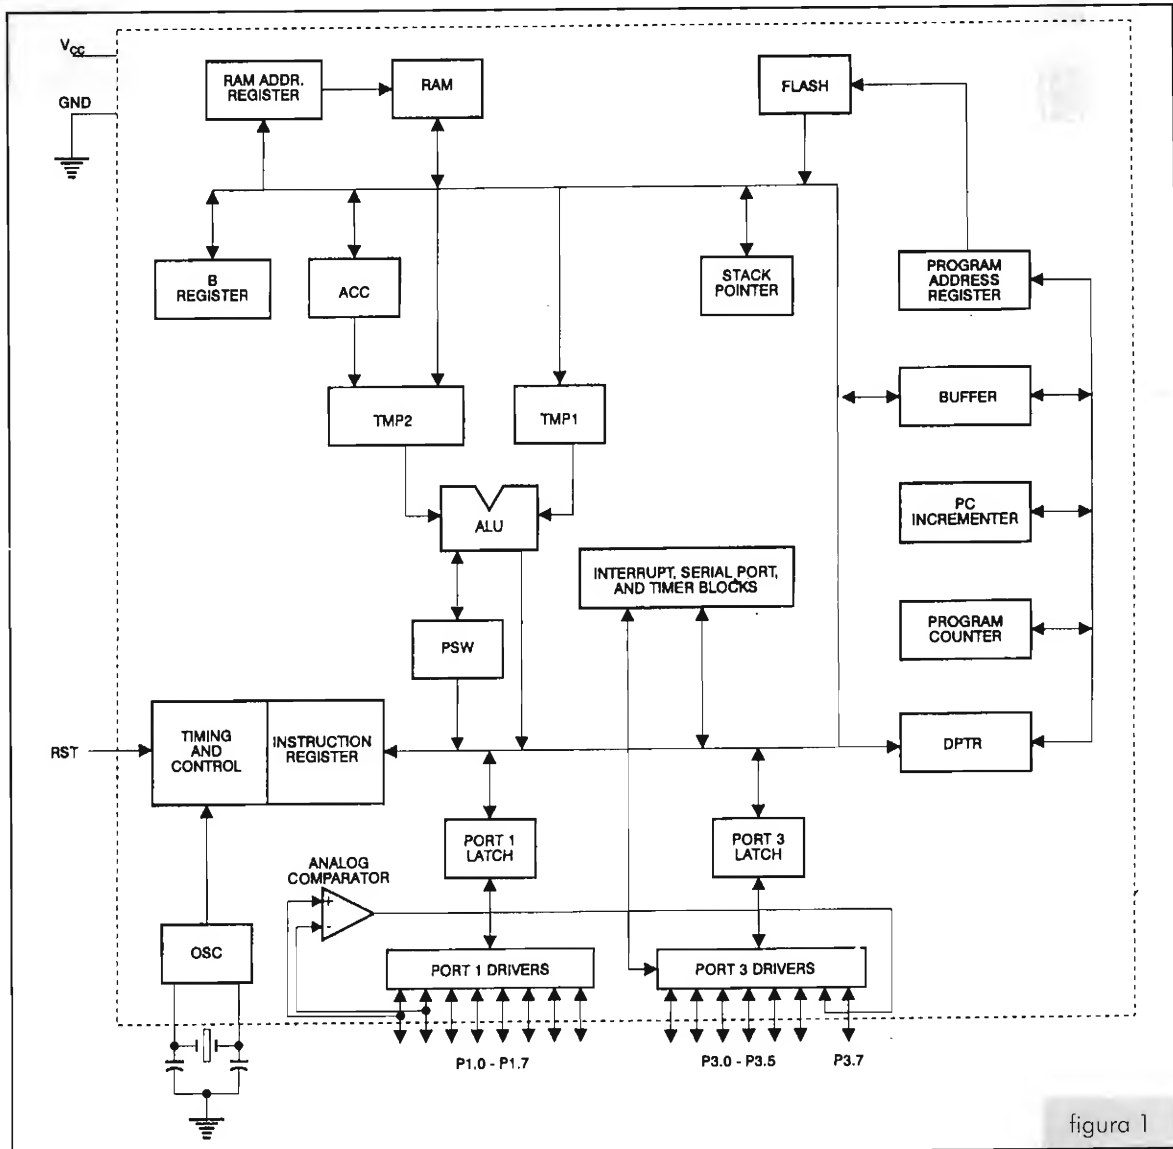 VCC
GND
RAM ADDR.
REGISTER
RAM
FLASH
B
REGISTER
ACC
STACK
POINTER
PROGRAM
ADDRESS
REGISTER
BUFFER
TMP2
TMP1
ALU
PC
INCREMENTER
INTERRUPT, SERIAL PORT,
AND TIMER BLOCKS
PROGRAM
COUNTER
PSW
RST
TIMING
AND
CONTROL
INSTRUCTION
REGISTER
DPTR
PORT 1
LATCH
PORT 3
LATCH
ANALOG
COMPARATOR
+
-
OSC
PORT 1 DRIVERS
PORT 3 DRIVERS
P1.0 - P1.7
P3.0 - P3.5
P3.7
figura 1